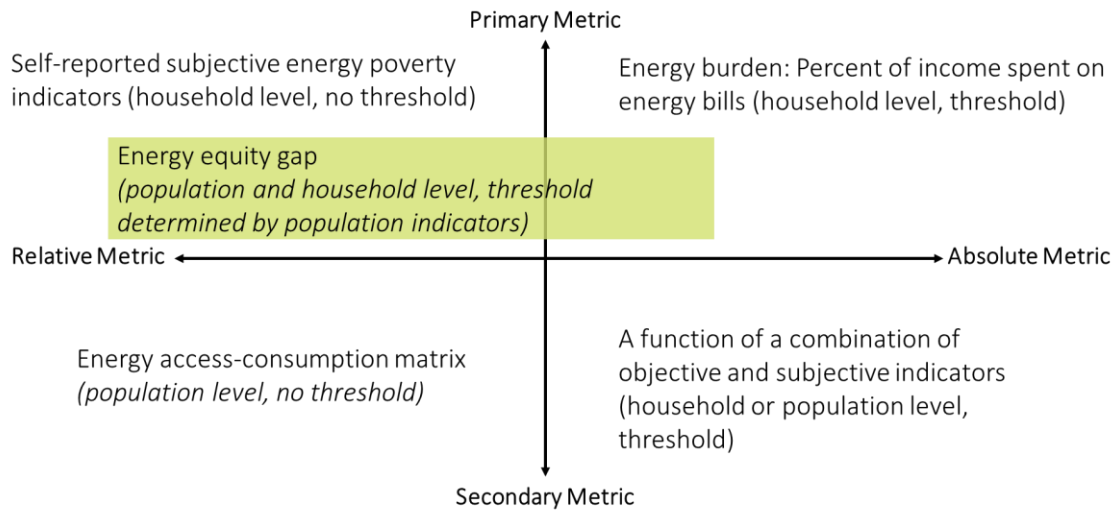 Primary Metric
Self-reported subjective energy poverty
indicators (household level, no threshold)
Energy burden: Percent of income spent on
energy bills (household level, threshold)
Energy equity gap
(population and household level, threshold
determined by population indicators)
Relative Metric
Absolute Metric
Energy access-consumption matrix
(population level, no threshold)
A function of a combination of
objective and subjective indicators
(household or population level,
threshold)
Secondary Metric